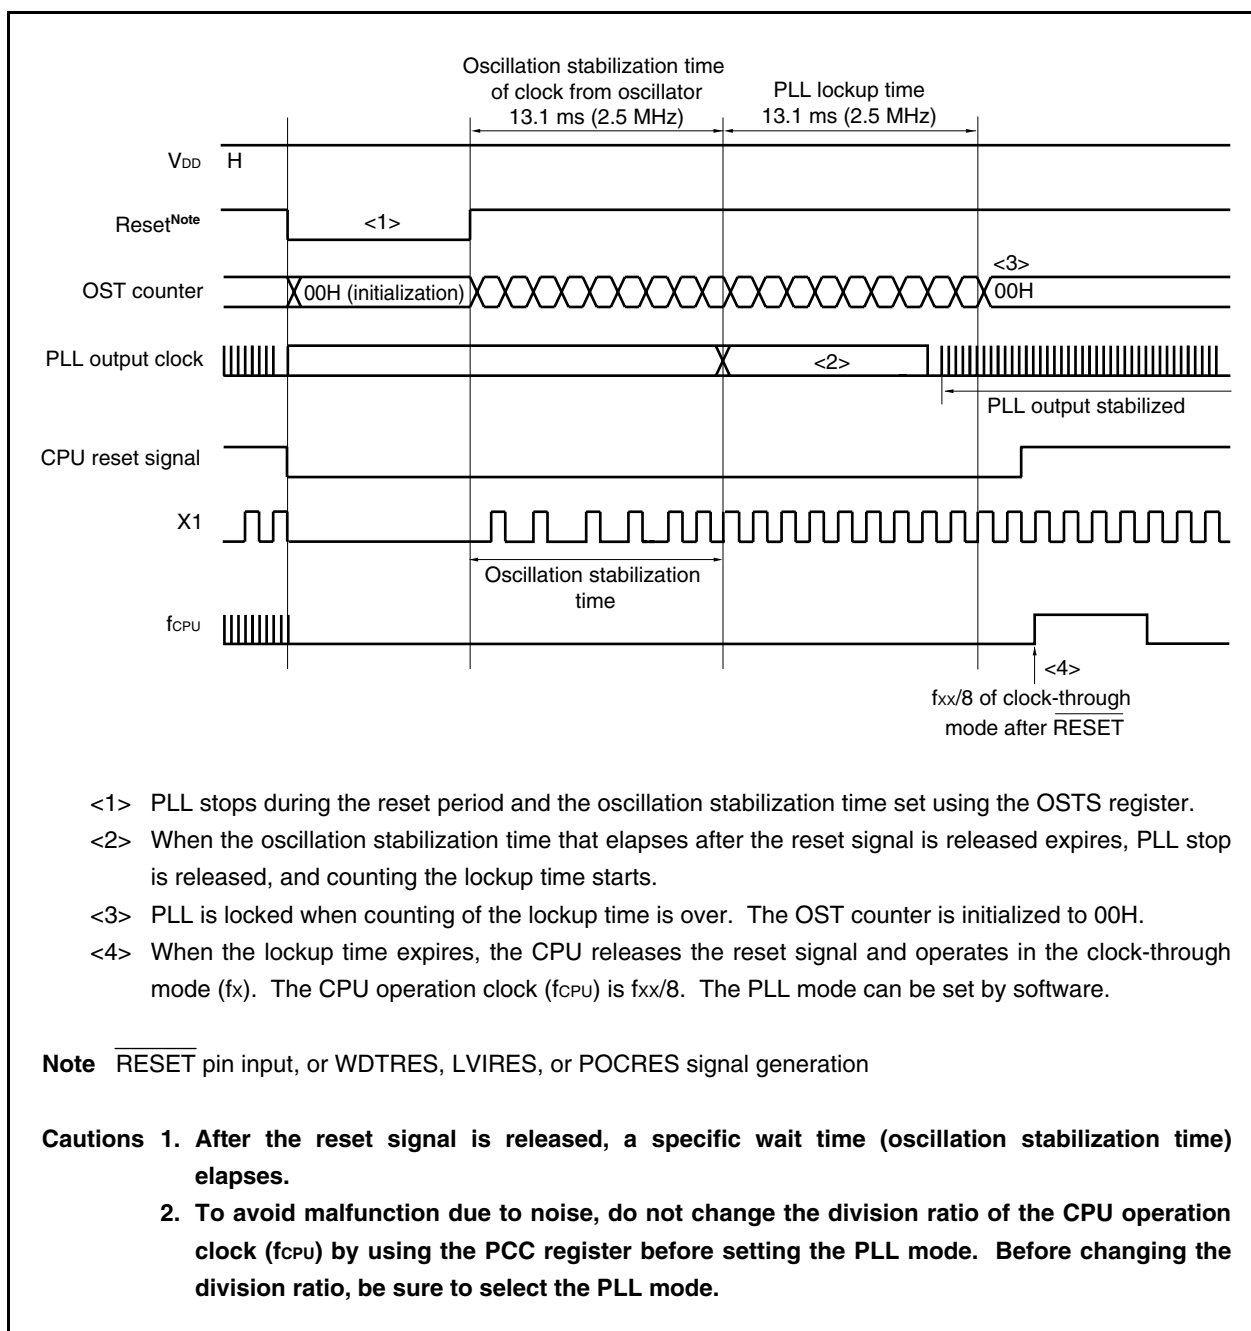 Oscillation stabilization time
of clock from oscillator
13.1 ms (2.5 MHz)
PLL lockup time
13.1 ms (2.5 MHz)
VDD H
ResetNote <1>
<3>
OST counter 00H (initialization) 00H
PLL output clock <2>
PLL output stabilized
CPU reset signal
X1
Oscillation stabilization
time
fCPU
<4>
fxx/8 of clock-through
mode after RESET
<1> PLL stops during the reset period and the oscillation stabilization time set using the OSTS register.
<2> When the oscillation stabilization time that elapses after the reset signal is released expires, PLL stop
is released, and counting the lockup time starts.
<3> PLL is locked when counting of the lockup time is over. The OST counter is initialized to 00H.
<4> When the lockup time expires, the CPU releases the reset signal and operates in the clock-through
mode (fx). The CPU operation clock (fCPU) is fxx/8. The PLL mode can be set by software.
Note RESET pin input, or WDTRES, LVIRES, or POCRES signal generation
Cautions 1. After the reset signal is released, a specific wait time (oscillation stabilization time)
elapses.
2. To avoid malfunction due to noise, do not change the division ratio of the CPU operation
clock (fCPU) by using the PCC register before setting the PLL mode. Before changing the
division ratio, be sure to select the PLL mode.